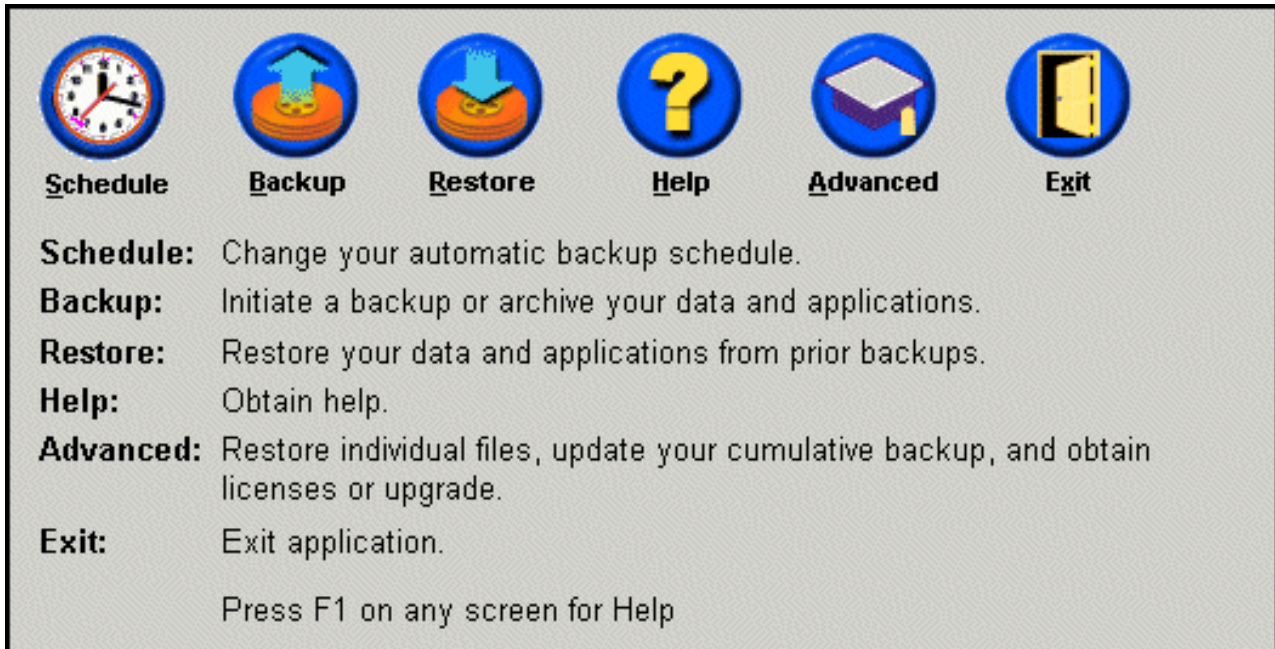 Schedule Backup Restore Help Advanced Exit
Schedule: Change your automatic backup schedule.
Backup: Initiate a backup or archive your data and applications.
Restore: Restore your data and applications from prior backups.
Help: Obtain help.
Advanced: Restore individual files, update your cumulative backup, and obtain
licenses or upgrade.
Exit: Exit application.
Press F1 on any screen for Help